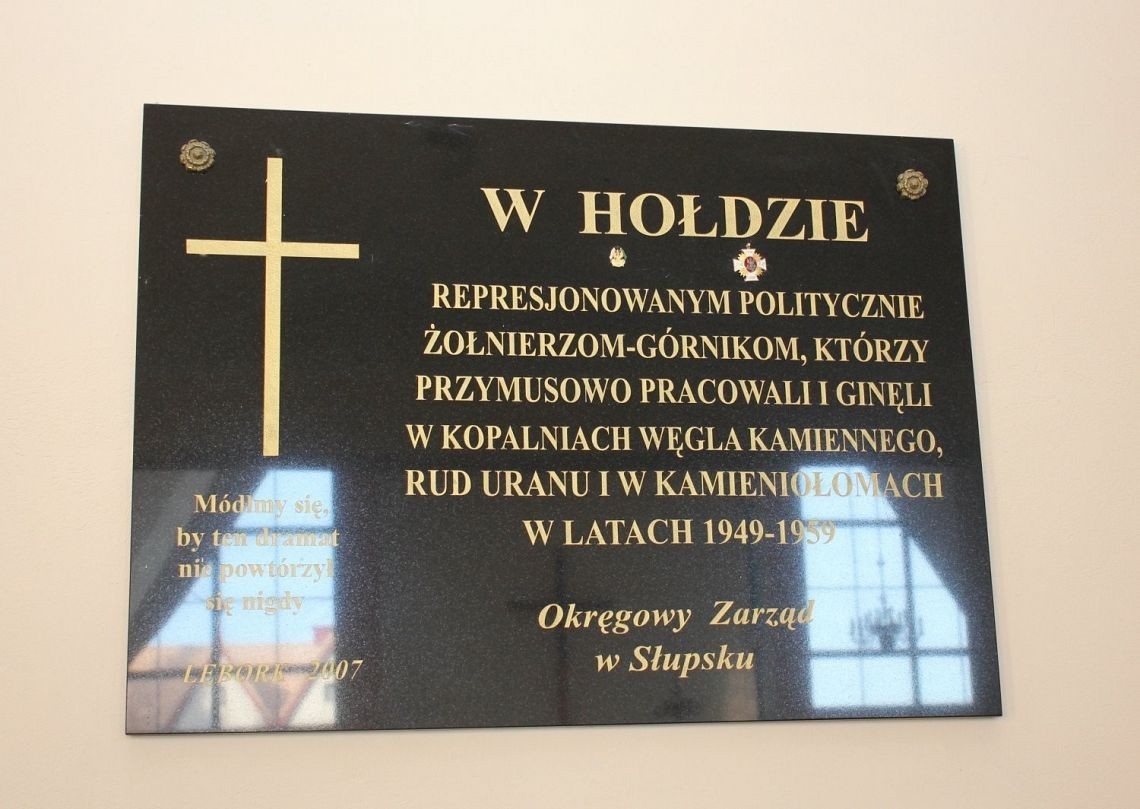 W HOŁDZIE
REPRESJONOWANYM POLITYCZNIE
ŻOŁNIERZOM-GÓRNIKOM, KTÓRZY
PRZYMUSOWO PRACOWALI I GINĘLI
W KOPALNIACH WĘGLA KAMIENNEGO,
RUD URANU I W KAMIENIOŁOMACH
W LATACH 1949-1959
Okręgowy Zarząd
w Słupsku
Módlmy się,
by ten dramat
nie powtórzył
się nigdy
LĘBORK 2007